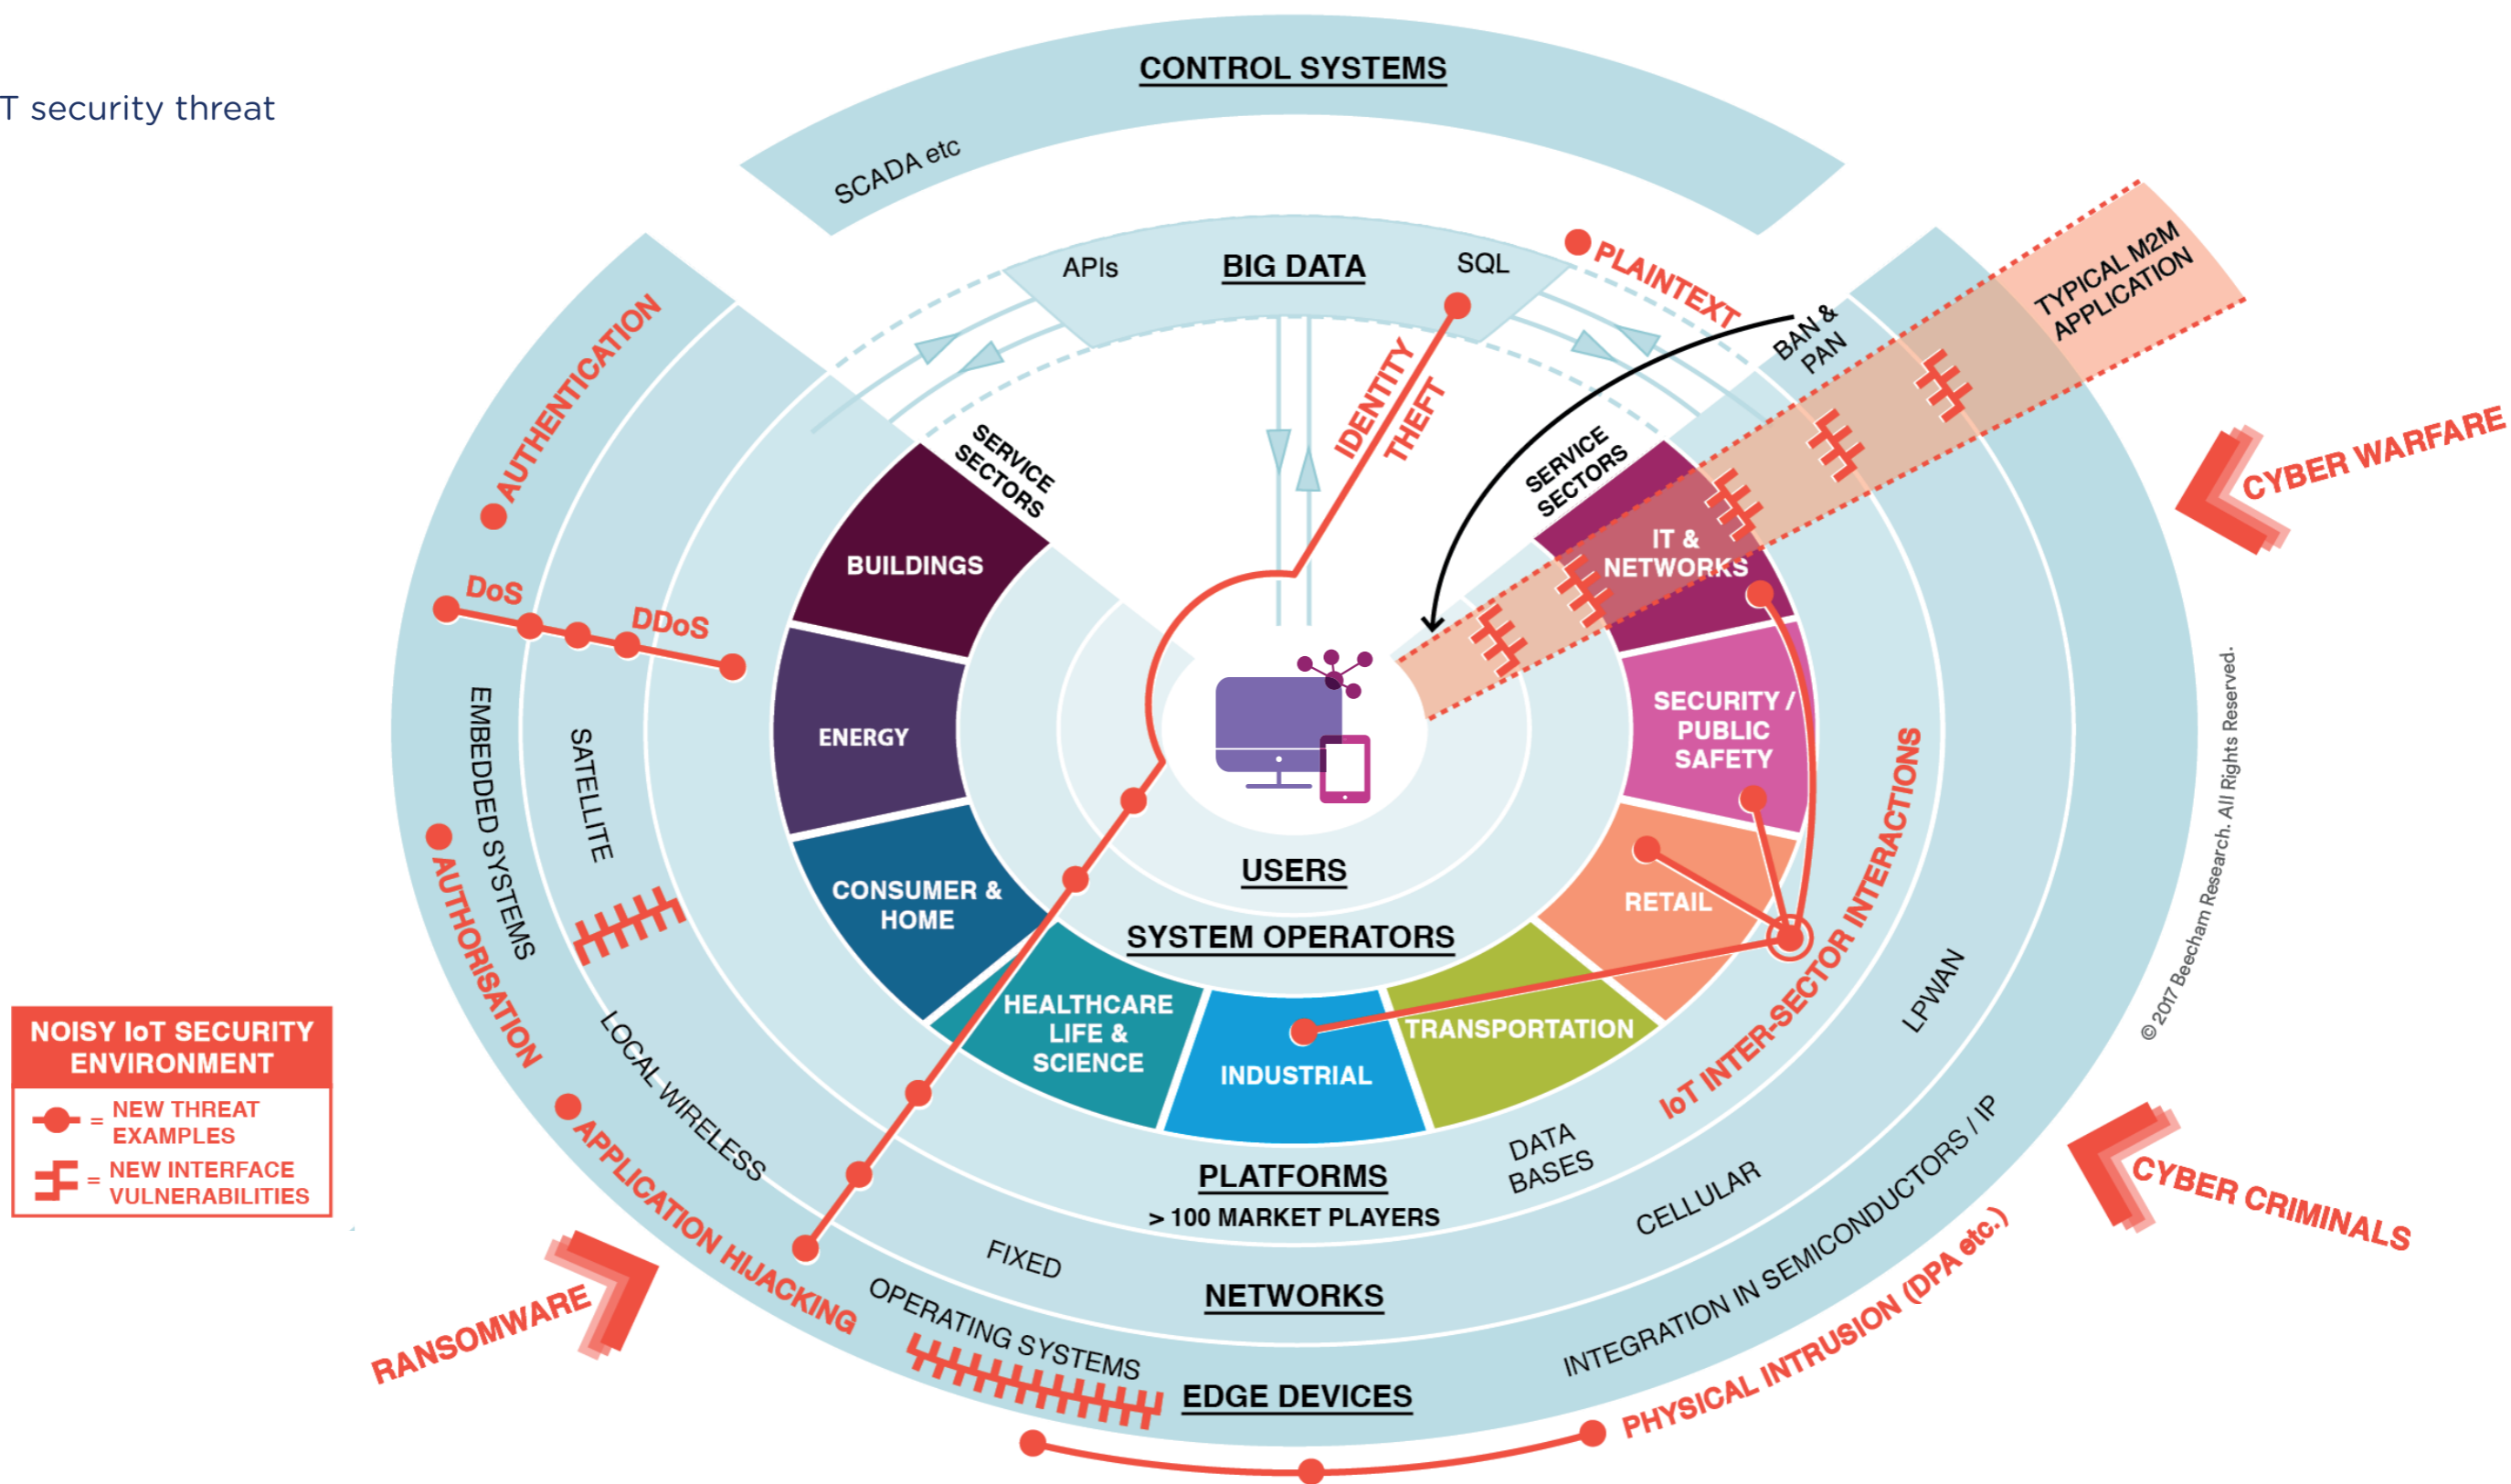 T security threat
CONTROL SYSTEMS
SCADA etc
APIs
BIG DATA
SQL
PLAINTEXT
IDENTITY
THEFT
BAN &
PAN
TYPICAL M2M
APPLICATION
AUTHENTICATION
DoS
DDoS
SERVICE
SECTORS
SERVICE
SECTORS
CYBER WARFARE
BUILDINGS
ENERGY
CONSUMER &
HOME
HEALTHCARE
LIFE &
SCIENCE
INDUSTRIAL
TRANSPORTATION
RETAIL
SECURITY /
PUBLIC
SAFETY
IT &
NETWORKS
USERS
SYSTEM OPERATORS
PLATFORMS
> 100 MARKET PLAYERS
DATA
BASES
IoT INTER-SECTOR INTERACTIONS
EMBEDDED SYSTEMS
SATELLITE
AUTHORISATION
LOCAL WIRELESS
APPLICATION HIJACKING
FIXED
NETWORKS
CELLULAR
LPWAN
OPERATING SYSTEMS
EDGE DEVICES
INTEGRATION IN SEMICONDUCTORS / IP
PHYSICAL INTRUSION (DPA etc.)
CYBER CRIMINALS
RANSOMWARE
© 2017 Beecham Research. All Rights Reserved.
NOISY IoT SECURITY
ENVIRONMENT
= NEW THREAT
EXAMPLES
= NEW INTERFACE
VULNERABILITIES